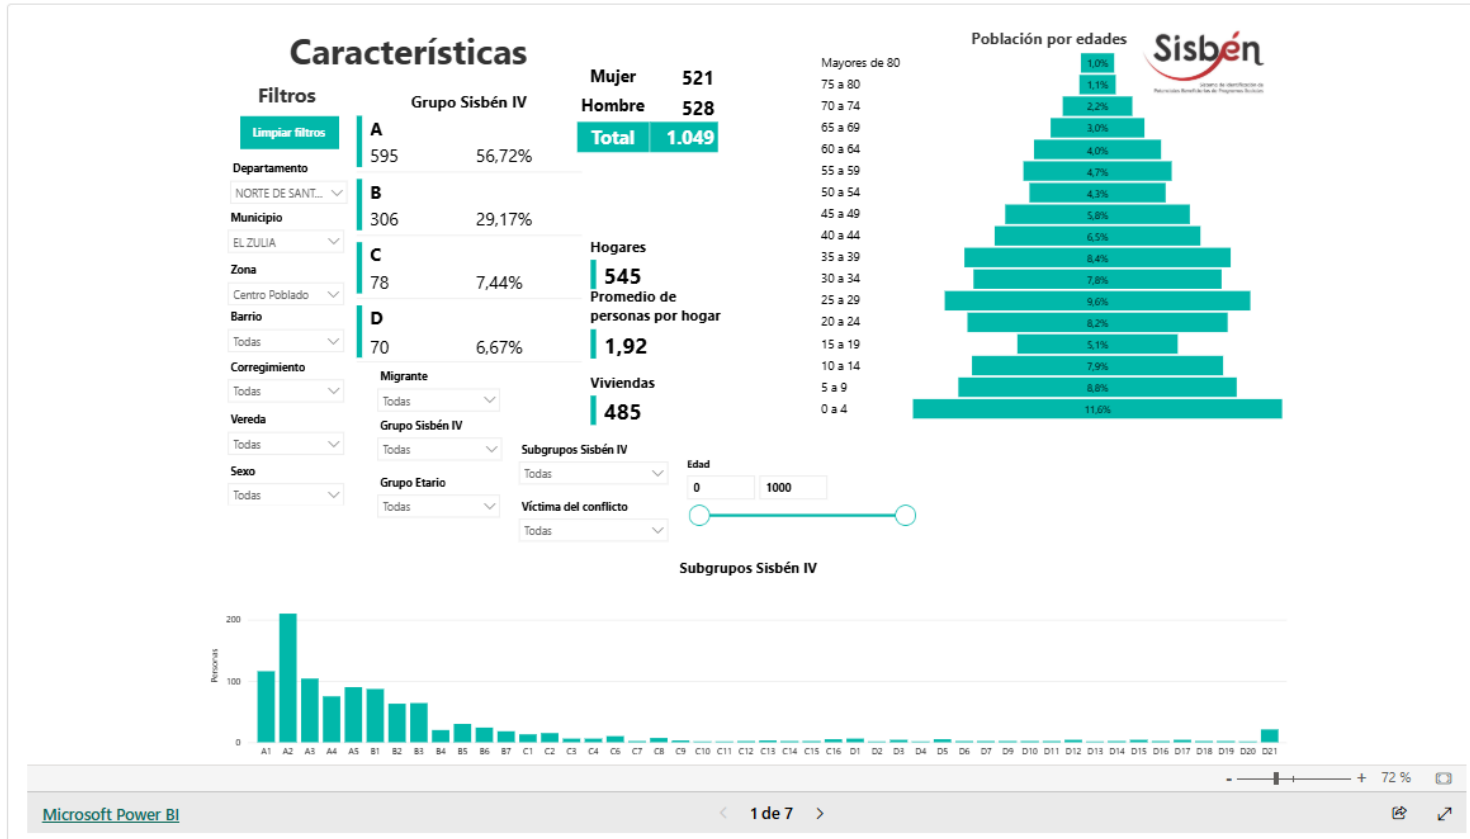 Características
Filtros
Limpiar filtros
Departamento
NORTE DE SANT...
Municipio
EL ZULIA
Zona
Centro Poblado
Barrio
Todas
Corregimiento
Todas
Vereda
Todas
Sexo
Todas
Grupo Sisbén IV
A
595 56,72%
B
306 29,17%
C
78 7,44%
D
70 6,67%
Migrante
Todas
Grupo Sisbén IV
Todas
Grupo Etario
Todas
Mujer 521
Hombre 528
Total 1.049
Hogares
545
Promedio de
personas por hogar
1,92
Viviendas
485
Subgrupos Sisbén IV
Todas
Víctima del conflicto
Todas
Edad
0 1000
Población por edades
Sisbén
Sistema de Identificación de
Potenciales Beneficiarios de Programas Sociales
Mayores de 80 1,0%
75 a 80 1,1%
70 a 74 2,2%
65 a 69 3,0%
60 a 64 4,0%
55 a 59 4,7%
50 a 54 4,3%
45 a 49 5,8%
40 a 44 6,5%
35 a 39 8,4%
30 a 34 7,8%
25 a 29 9,6%
20 a 24 8,2%
15 a 19 5,1%
10 a 14 7,9%
5 a 9 8,8%
0 a 4 11,6%
Subgrupos Sisbén IV
Personas
200
100
0
A1 A2 A3 A4 A5 B1 B2 B3 B4 B5 B6 B7 C1 C2 C3 C4 C6 C7 C8 C9 C10 C11 C12 C13 C14 C15 C16 D1 D2 D3 D4 D5 D6 D7 D9 D10 D11 D12 D13 D14 D15 D16 D17 D18 D19 D20 D21
- + 72 %
Microsoft Power BI
1 de 7